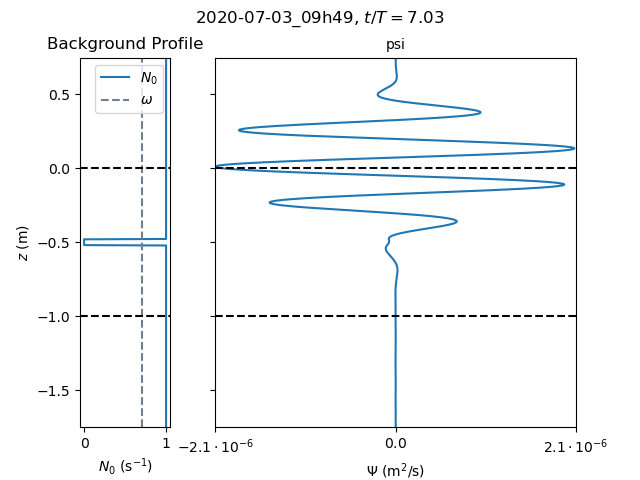 2020-07-03_09h49, t/T = 7.03
Background Profile
psi
N₀
ω
0.5
0.0
−0.5
−1.0
−1.5
z (m)
0 1
−2.1 · 10⁻⁶ 0.0 2.1 · 10⁻⁶
N₀ (s⁻¹)
Ψ (m²/s)